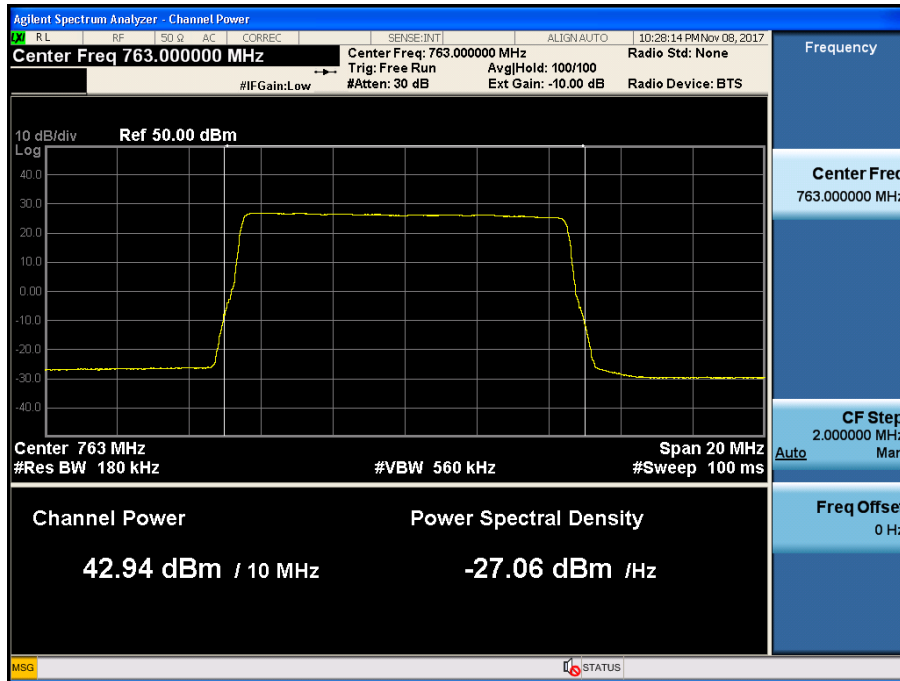 Agilent Spectrum Analyzer - Channel Power
LXI RL RF 50 Ω AC CORREC SENSE:INT ALIGN AUTO 10:28:14 PM Nov 08, 2017
Center Freq 763.000000 MHz
Center Freq: 763.000000 MHz Radio Std: None
Trig: Free Run Avg|Hold: 100/100
#IFGain:Low #Atten: 30 dB Ext Gain: -10.00 dB Radio Device: BTS
10 dB/div Ref 50.00 dBm
Log
40.0
30.0
20.0
10.0
0.00
-10.0
-20.0
-30.0
-40.0
Center 763 MHz Span 20 MHz
#Res BW 180 kHz #VBW 560 kHz #Sweep 100 ms
Channel Power Power Spectral Density
42.94 dBm / 10 MHz -27.06 dBm /Hz
MSG STATUS
Frequency
Center Freq
763.000000 MHz
CF Step
2.000000 MHz
Auto Man
Freq Offset
0 Hz